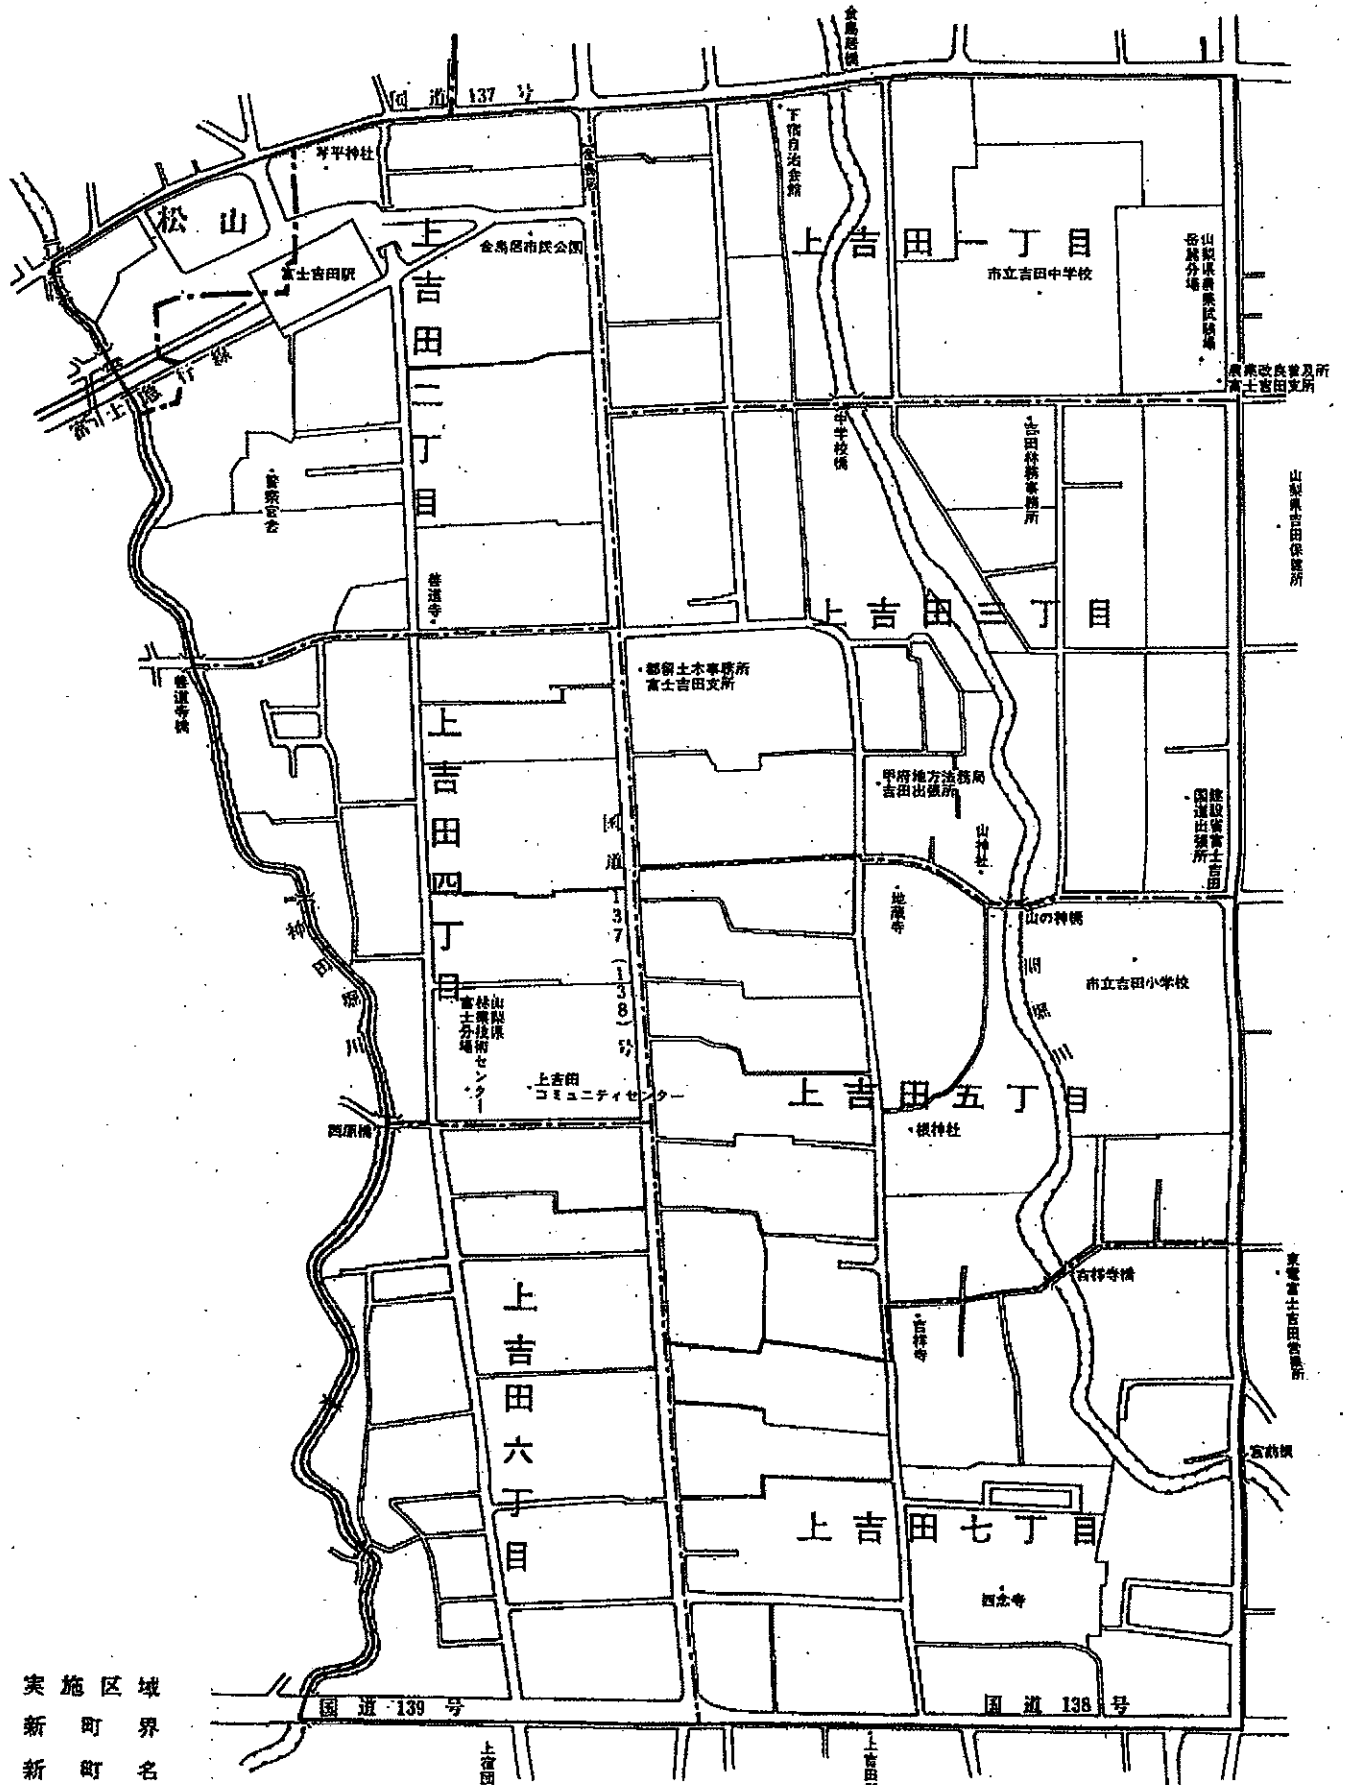 金鳥居橋
国道137号
琴平神社
金鳥居
下宿自治会館
松山
上吉田二丁目
金鳥居市民公園
富士吉田駅
上吉田一丁目
市立吉田中学校
山梨県農業試験場
岳麓分場
農業改良普及所
富士吉田支所
富士急行線
中学校橋
吉田林務事務所
警察官舎
山梨県吉田保健所
善道寺
上吉田三丁目
善道寺橋
都留土木事務所
富士吉田支所
上吉田四丁目
甲府地方法務局
吉田出張所
山神社
建設省富士吉田
国道出張所
国道137(138)号
地蔵寺
山の神橋
神田堀川
間堀川
市立吉田小学校
山梨県
林業技術センター
富士分場
上吉田
コミュニティセンター
上吉田五丁目
西原橋
根神社
吉祥寺橋
東電富士吉田営業所
上吉田六丁目
吉祥寺
宮前橋
上吉田七丁目
西念寺
実施区域
新町界
新町名
国道139号
国道138号
上宿団
上吉田